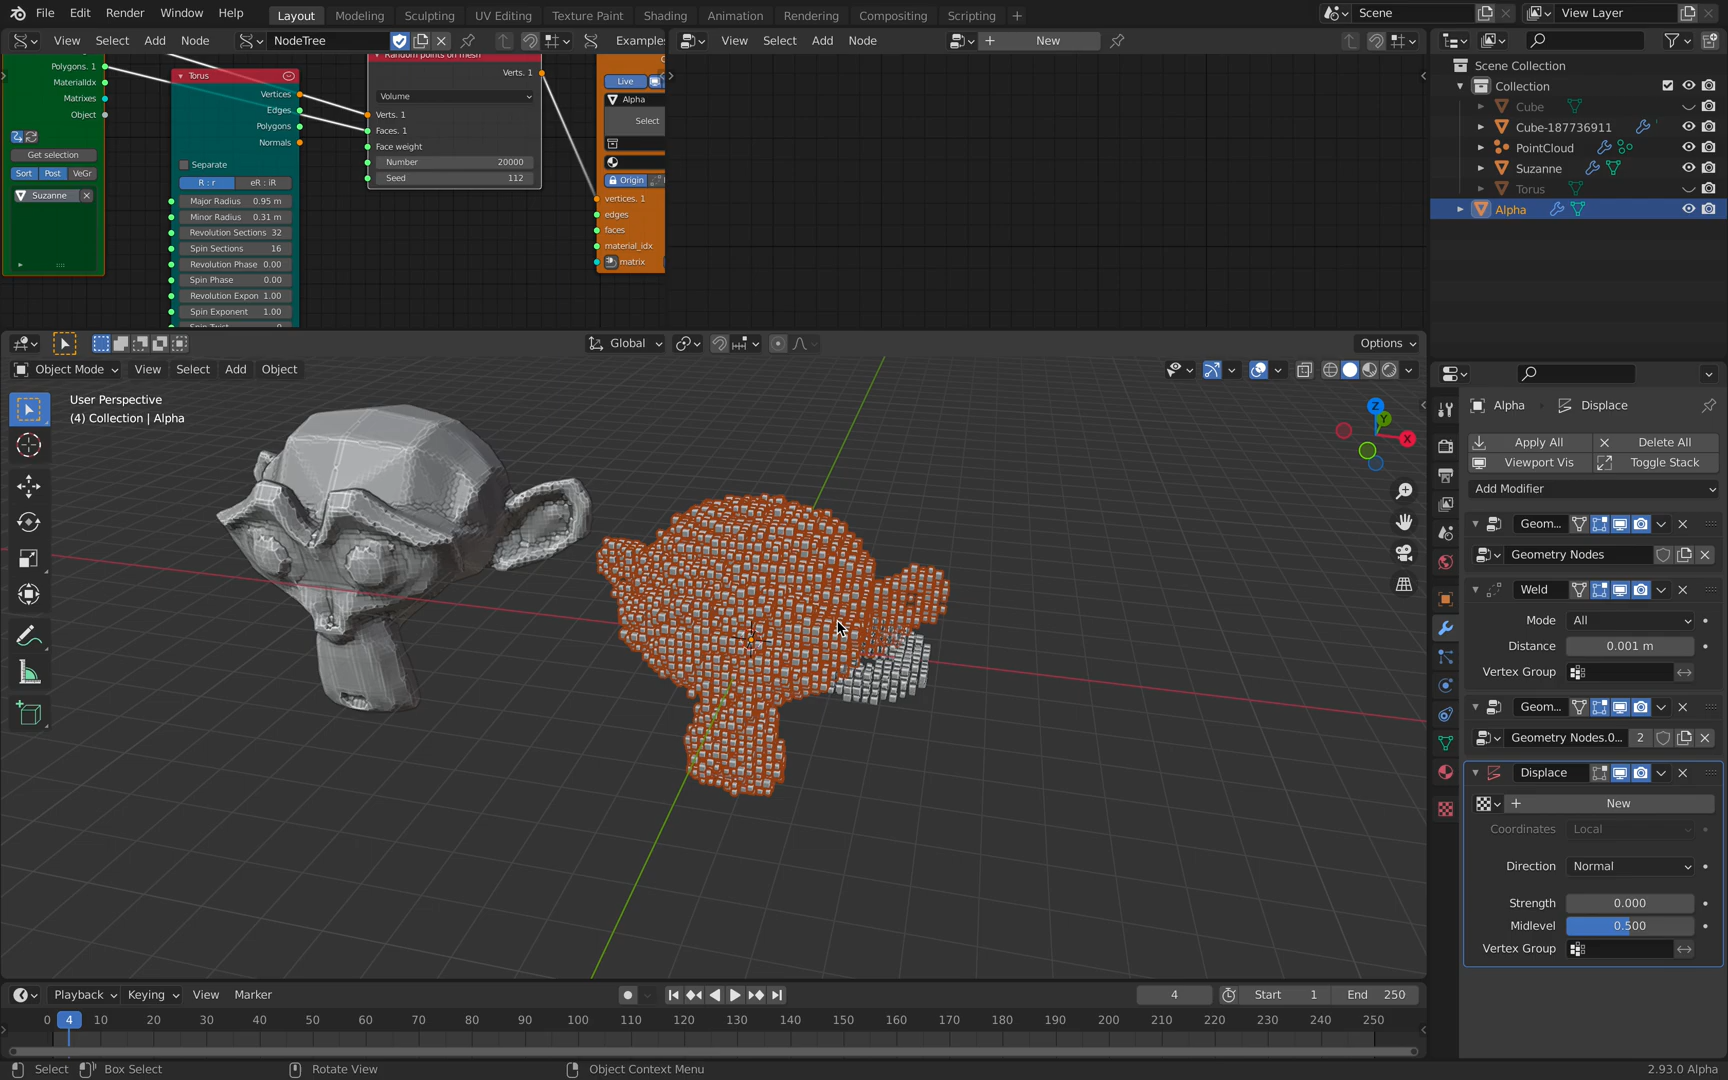 File Edit Render Window Help
Layout Modeling Sculpting UV Editing Texture Paint Shading Animation Rendering Compositing Scripting +
Scene
View Layer
View Select Add Node
NodeTree
Examples
View Select Add Node
New
Polygons. 1
MaterialIdx
Matrixes
Object
Get selection
Sort Post VeGr
Suzanne
Torus
Vertices
Edges
Polygons
Normals
Separate
R : r eR : iR
Major Radius 0.95 m
Minor Radius 0.31 m
Revolution Sections 32
Spin Sections 16
Revolution Phase 0.00
Spin Phase 0.00
Revolution Expon 1.00
Spin Exponent 1.00
Spin Twist 0
Random points on mesh
Verts. 1
Volume
Verts. 1
Faces. 1
Face weight
Number 20000
Seed 112
Live
Alpha
Select
Origin
vertices. 1
edges
faces
material_idx
matrix
Scene Collection
Collection
Cube
Cube-187736911
PointCloud
Suzanne
Torus
Alpha
Global
Options
Object Mode View Select Add Object
User Perspective
(4) Collection | Alpha
Z
Y
X
Alpha Displace
Apply All Delete All
Viewport Vis Toggle Stack
Add Modifier
Geom...
Geometry Nodes
Weld
Mode All
Distance 0.001 m
Vertex Group
Geom...
Geometry Nodes.0... 2
Displace
New
Coordinates Local
Direction Normal
Strength 0.000
Midlevel 0.500
Vertex Group
Playback Keying View Marker
4
Start 1
End 250
0 4 10 20 30 40 50 60 70 80 90 100 110 120 130 140 150 160 170 180 190 200 210 220 230 240 250
Select Box Select Rotate View Object Context Menu
2.93.0 Alpha